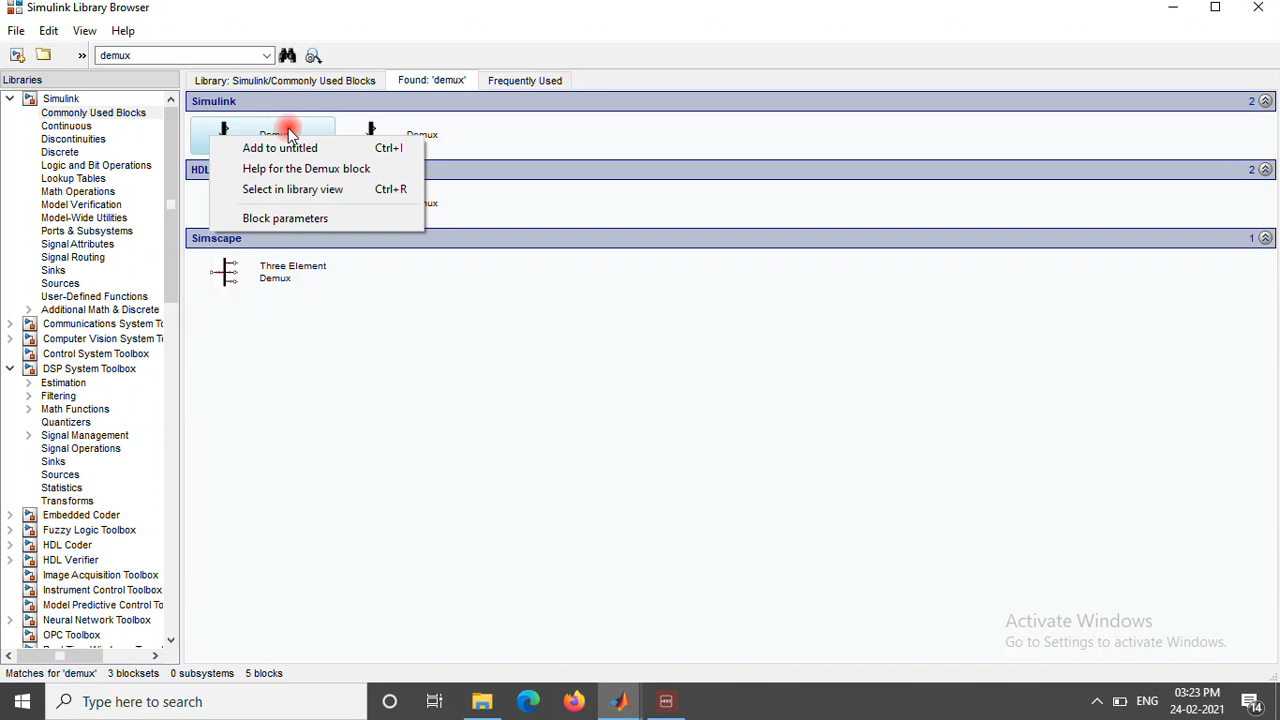 Simulink Library Browser
File Edit View Help
» demux
Libraries
Library: Simulink/Commonly Used Blocks Found: 'demux' Frequently Used
Simulink
Commonly Used Blocks
Continuous
Discontinuities
Discrete
Logic and Bit Operations
Lookup Tables
Math Operations
Model Verification
Model-Wide Utilities
Ports & Subsystems
Signal Attributes
Signal Routing
Sinks
Sources
User-Defined Functions
Additional Math & Discrete
Communications System To
Computer Vision System T
Control System Toolbox
DSP System Toolbox
Estimation
Filtering
Math Functions
Quantizers
Signal Management
Signal Operations
Sinks
Sources
Statistics
Transforms
Embedded Coder
Fuzzy Logic Toolbox
HDL Coder
HDL Verifier
Image Acquisition Toolbox
Instrument Control Toolbox
Model Predictive Control To
Neural Network Toolbox
OPC Toolbox
Simulink 2
Demux Demux
Add to untitled Ctrl+I
Help for the Demux block
Select in library view Ctrl+R
Block parameters
HDL 2
mux
Simscape 1
Three Element
Demux
Activate Windows
Go to Settings to activate Windows.
Matches for 'demux' 3 blocksets 0 subsystems 5 blocks
Type here to search
ENG
03:23 PM
24-02-2021
14